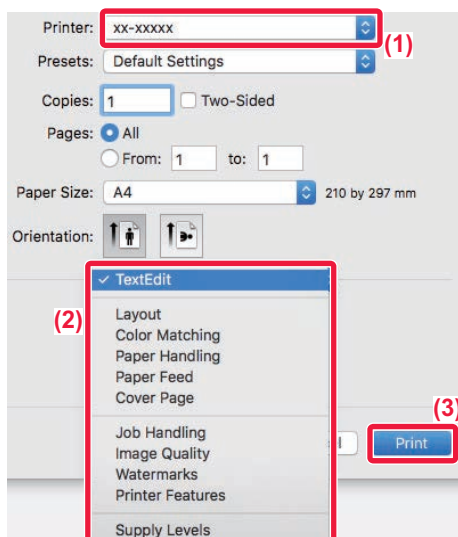 Printer: xx-xxxxx
(1)
Presets: Default Settings
Copies: 1 Two-Sided
Pages: All
From: 1 to: 1
Paper Size: A4 210 by 297 mm
Orientation:
✓ TextEdit
(2)
Layout
Color Matching
Paper Handling
Paper Feed
Cover Page
(3)
Job Handling
Image Quality
Watermarks
Printer Features
Print
Supply Levels